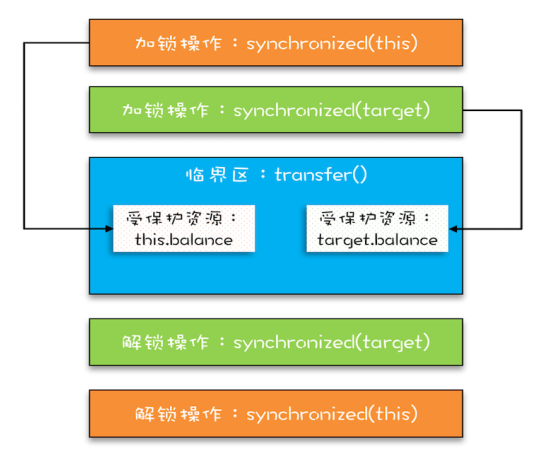 加锁操作：synchronized(this)
加锁操作：synchronized(target)
临界区：transfer()
受保护资源：
this.balance
受保护资源：
target.balance
解锁操作：synchronized(target)
解锁操作：synchronized(this)